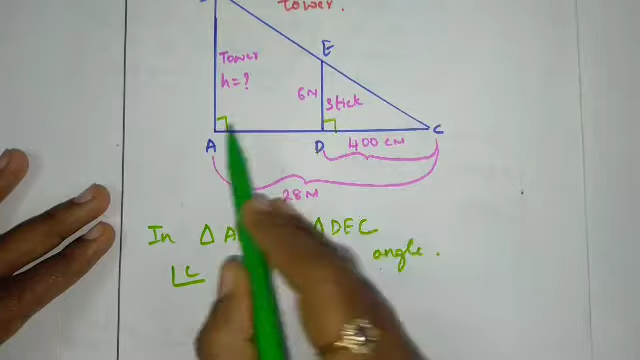 Tower.
Tower
h=?
E
6M
Stick
A
D
400 CM
C
28M
In Δ A ΔDEC
∠C angle.